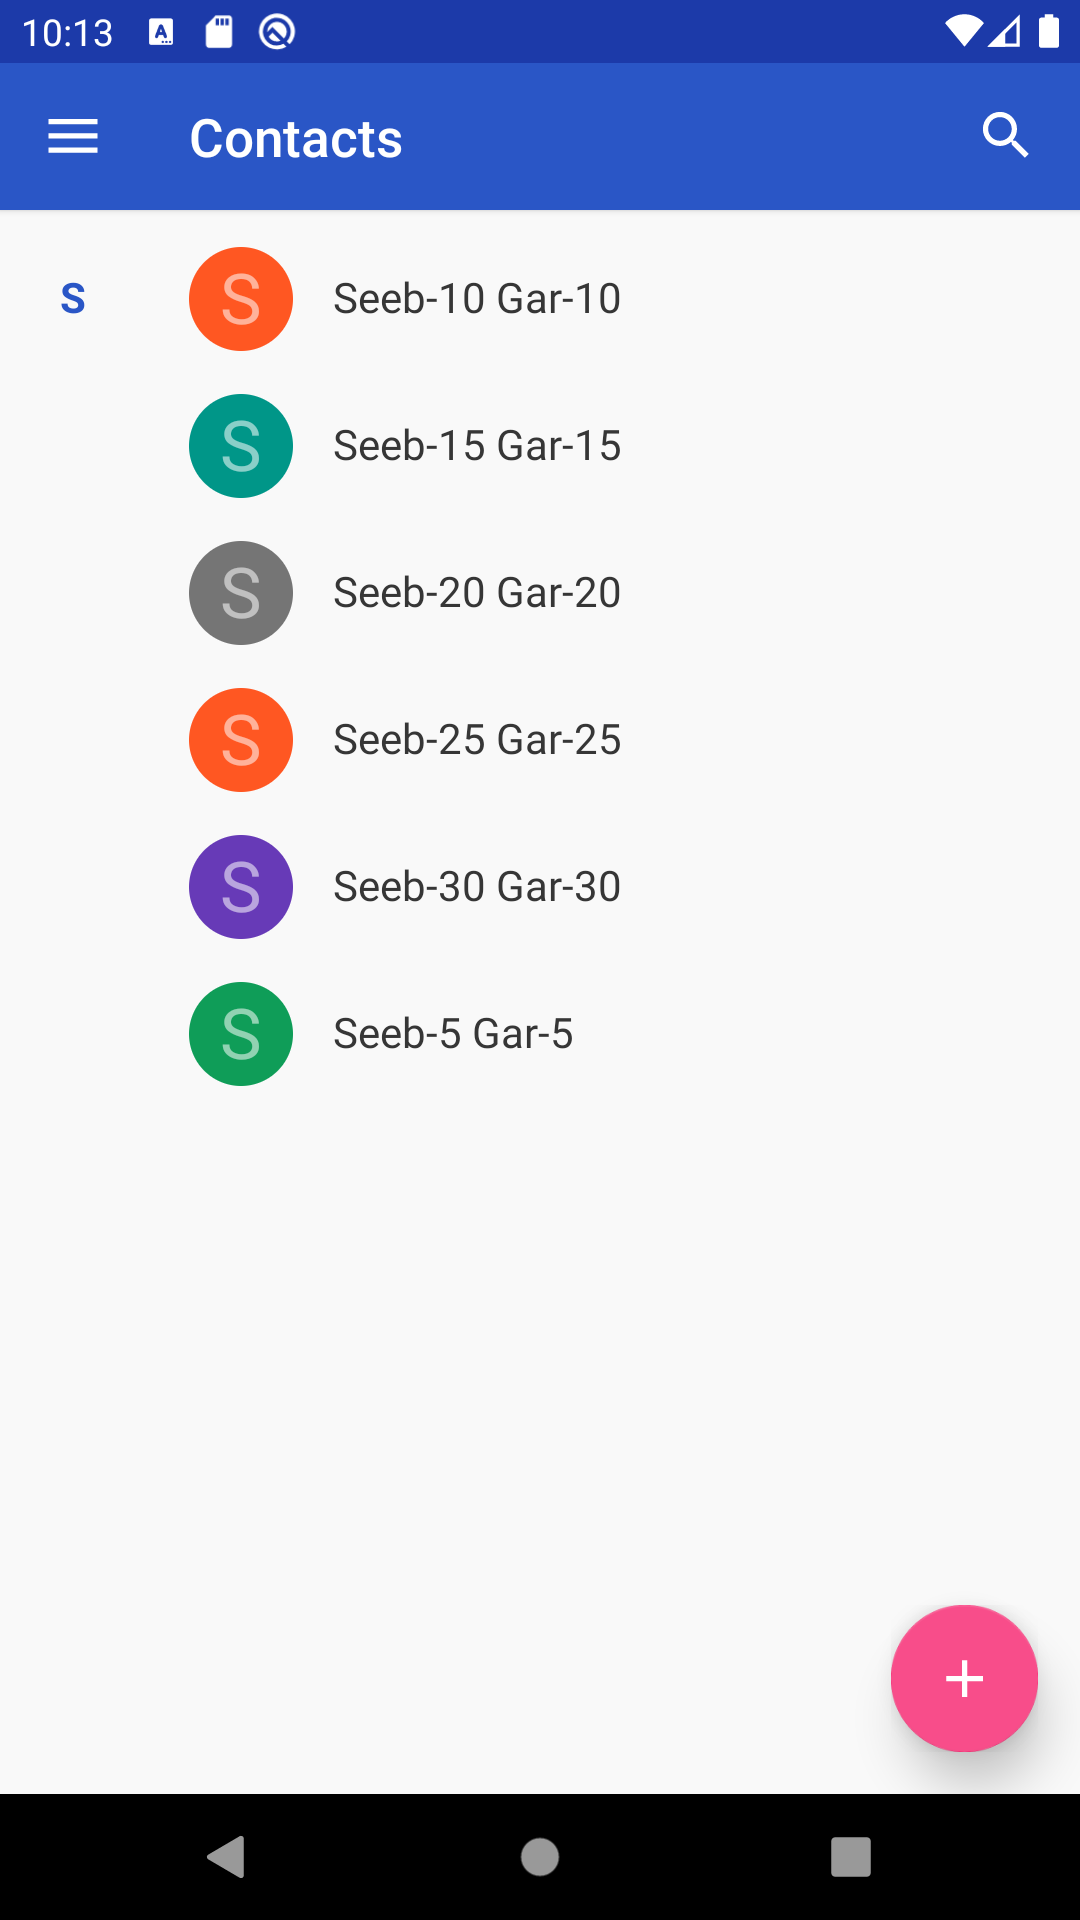 10:13
Contacts
S
S Seeb-10 Gar-10
S Seeb-15 Gar-15
S Seeb-20 Gar-20
S Seeb-25 Gar-25
S Seeb-30 Gar-30
S Seeb-5 Gar-5